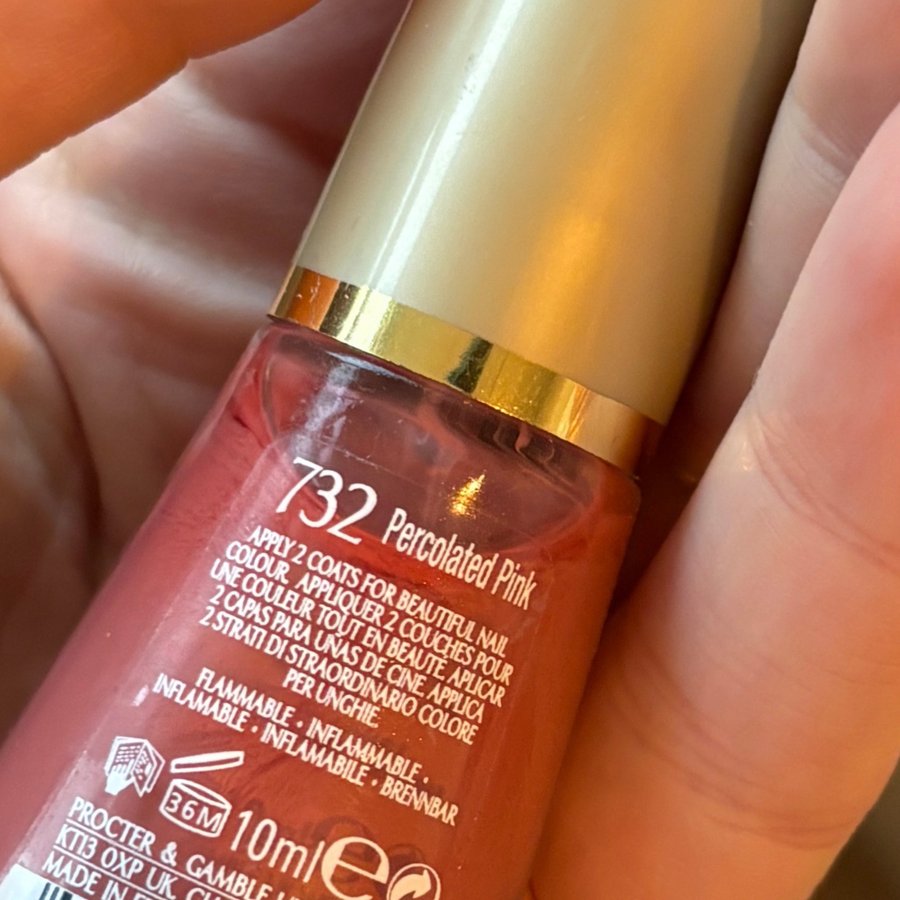 732 Percolated Pink
APPLY 2 COATS FOR BEAUTIFUL NAIL
COLOUR. APPLIQUER 2 COUCHES POUR
UNE COULEUR TOUT EN BEAUTÉ. APLICAR
2 CAPAS PARA UÑAS DE CINE. APPLICA
2 STRATI DI STRAORDINARIO COLORE
PER UNGHIE.
FLAMMABLE • INFLAMMABLE •
INFLAMABLE • INFLAMABILE • BRENNBAR
36M 10ml e
PROCTER & GAMBLE
KT13 0XP UK.
MADE IN